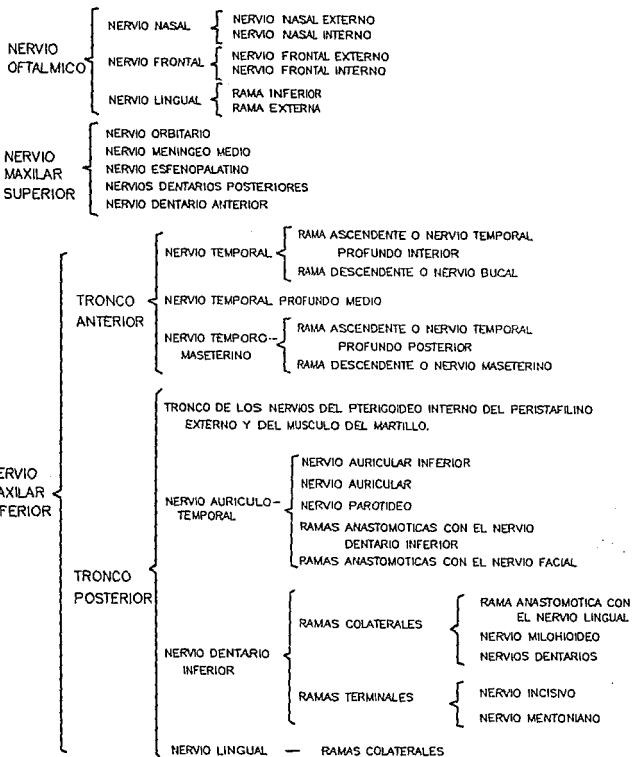 NERVIO OFTALMICO
NERVIO NASAL
NERVIO NASAL EXTERNO
NERVIO NASAL INTERNO
NERVIO FRONTAL
NERVIO FRONTAL EXTERNO
NERVIO FRONTAL INTERNO
NERVIO LINGUAL
RAMA INFERIOR
RAMA EXTERNA
NERVIO
MAXILAR
SUPERIOR
NERVIO ORBITARIO
NERVIO MENINGEO MEDIO
NERVIO ESFENOPALATINO
NERVIOS DENTARIOS POSTERIORES
NERVIO DENTARIO ANTERIOR
ERVIO
AXILAR
FERIOR
TRONCO
ANTERIOR
NERVIO TEMPORAL
RAMA ASCENDENTE O NERVIO TEMPORAL
PROFUNDO INTERIOR
RAMA DESCENDENTE O NERVIO BUCAL
NERVIO TEMPORAL PROFUNDO MEDIO
NERVIO TEMPORO-
MASETERINO
RAMA ASCENDENTE O NERVIO TEMPORAL
PROFUNDO POSTERIOR
RAMA DESCENDENTE O NERVIO MASETERINO
TRONCO
POSTERIOR
TRONCO DE LOS NERVIOS DEL PTERIGOIDEO INTERNO DEL PERISTAFILINO
EXTERNO Y DEL MUSCULO DEL MARTILLO.
NERVIO AURICULO-
TEMPORAL
NERVIO AURICULAR INFERIOR
NERVIO AURICULAR
NERVIO PAROTIDEO
RAMAS ANASTOMOTICAS CON EL NERVIO
DENTARIO INFERIOR
RAMAS ANASTOMOTICAS CON EL NERVIO FACIAL
NERVIO DENTARIO
INFERIOR
RAMAS COLATERALES
RAMA ANASTOMOTICA CON
EL NERVIO LINGUAL
NERVIO MILOHIOIDEO
NERVIOS DENTARIOS
RAMAS TERMINALES
NERVIO INCISIVO
NERVIO MENTONIANO
NERVIO LINGUAL — RAMAS COLATERALES